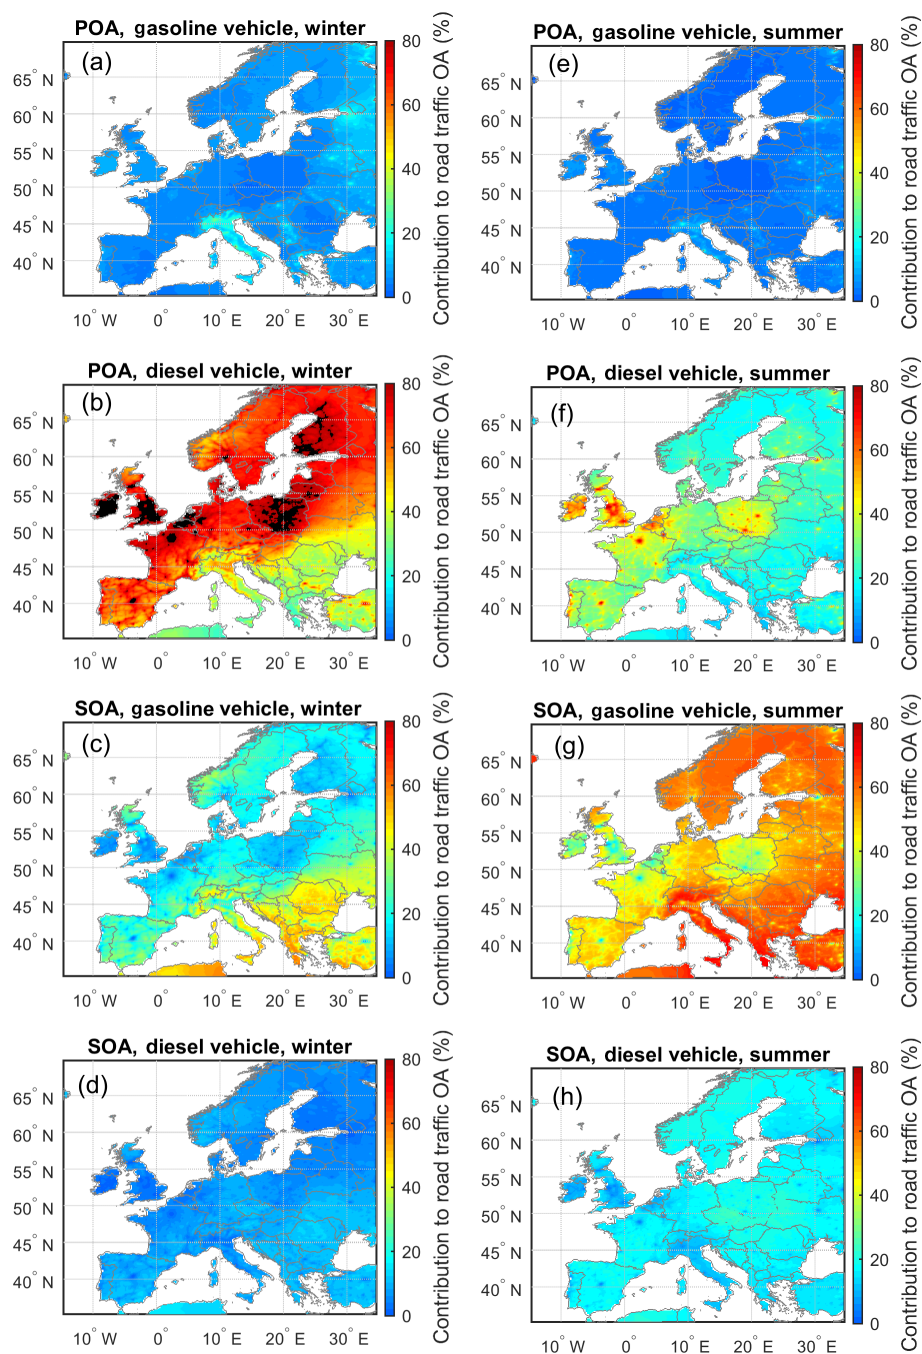 POA, gasoline vehicle, winter
(a)
65° N
60° N
55° N
50° N
45° N
40° N
10° W 0° 10° E 20° E 30° E
80
60
40
20
0
Contribution to road traffic OA (%)
POA, gasoline vehicle, summer
(e)
65° N
60° N
55° N
50° N
45° N
40° N
10° W 0° 10° E 20° E 30° E
80
60
40
20
0
Contribution to road traffic OA (%)
POA, diesel vehicle, winter
(b)
65° N
60° N
55° N
50° N
45° N
40° N
10° W 0° 10° E 20° E 30° E
80
60
40
20
0
Contribution to road traffic OA (%)
POA, diesel vehicle, summer
(f)
65° N
60° N
55° N
50° N
45° N
40° N
10° W 0° 10° E 20° E 30° E
80
60
40
20
0
Contribution to road traffic OA (%)
SOA, gasoline vehicle, winter
(c)
65° N
60° N
55° N
50° N
45° N
40° N
10° W 0° 10° E 20° E 30° E
80
60
40
20
0
Contribution to road traffic OA (%)
SOA, gasoline vehicle, summer
(g)
65° N
60° N
55° N
50° N
45° N
40° N
10° W 0° 10° E 20° E 30° E
80
60
40
20
0
Contribution to road traffic OA (%)
SOA, diesel vehicle, winter
(d)
65° N
60° N
55° N
50° N
45° N
40° N
10° W 0° 10° E 20° E 30° E
80
60
40
20
0
Contribution to road traffic OA (%)
SOA, diesel vehicle, summer
(h)
65° N
60° N
55° N
50° N
45° N
40° N
10° W 0° 10° E 20° E 30° E
80
60
40
20
0
Contribution to road traffic OA (%)